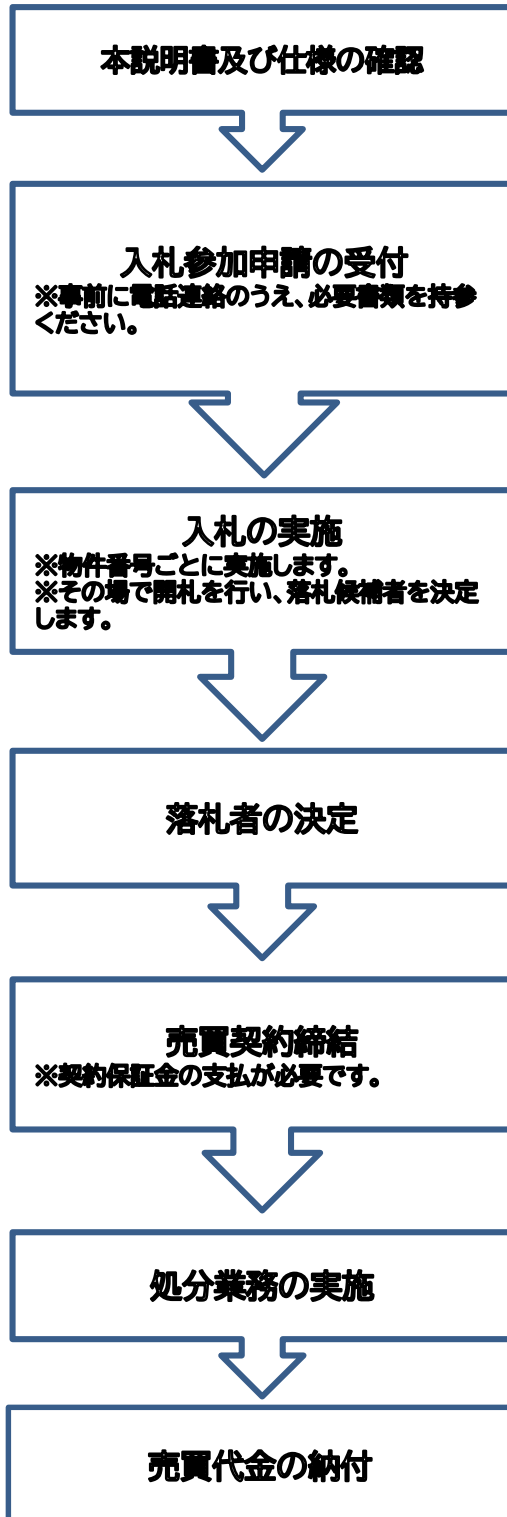 本説明書及び仕様の確認
入札参加申請の受付
※事前に電話連絡のうえ、必要書類を持参
ください。
入札の実施
※物件番号ごとに実施します。
※その場で開札を行い、落札候補者を決定
します。
落札者の決定
売買契約締結
※契約保証金の支払が必要です。
処分業務の実施
売買代金の納付